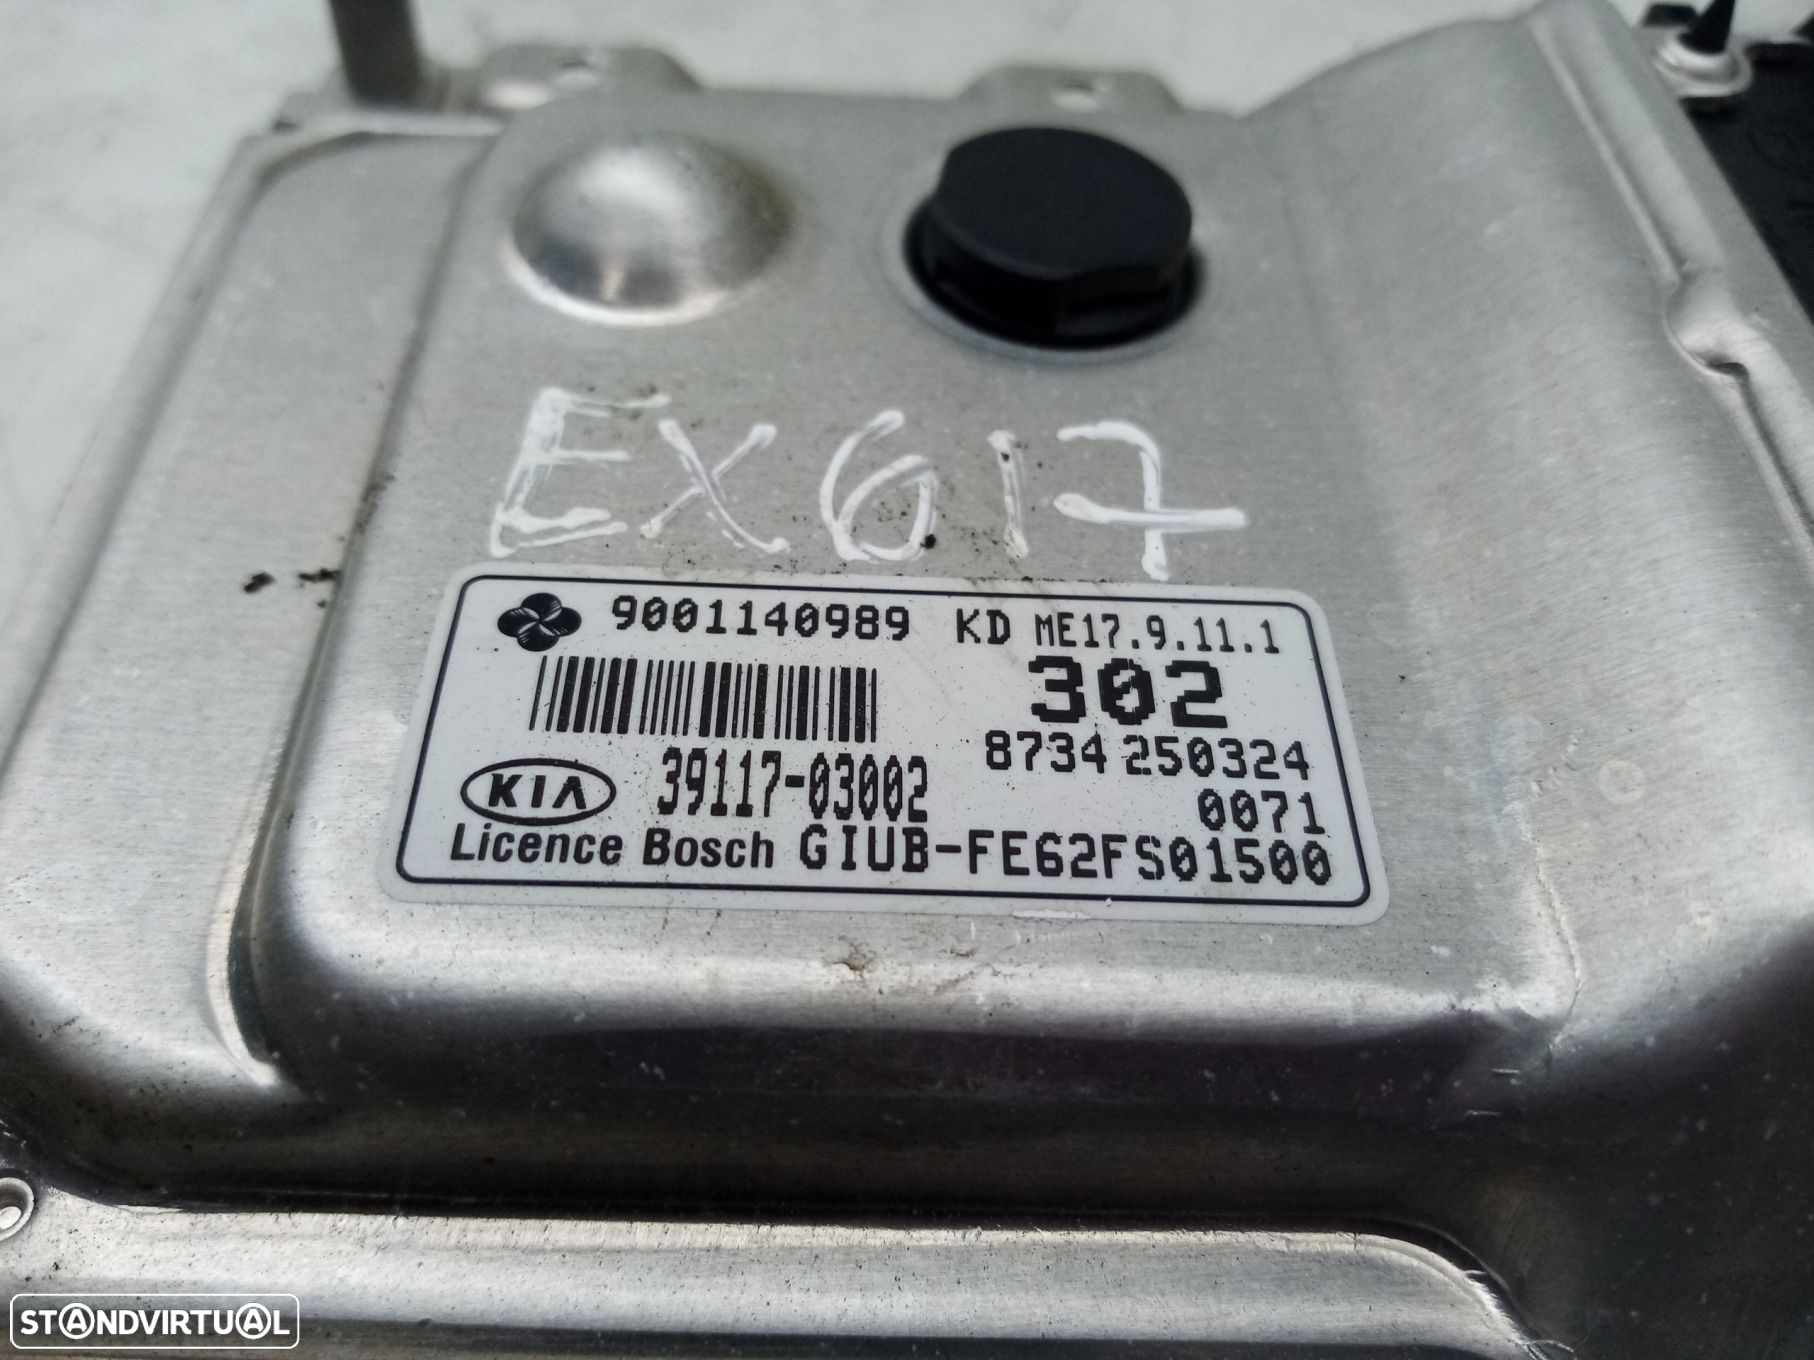 EX617
9001140989 KD ME17.9.11.1
302
8734 250324
KIA 39117-03002
0071
Licence Bosch GIUB-FE62FS01500
STANDVIRTUAL